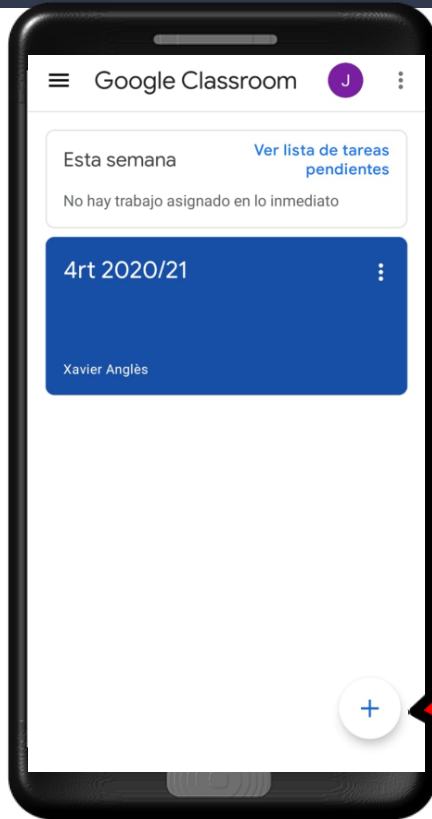 Google Classroom
J
Esta semana
Ver lista de tareas
pendientes
No hay trabajo asignado en lo inmediato
4rt 2020/21
Xavier Anglès
+